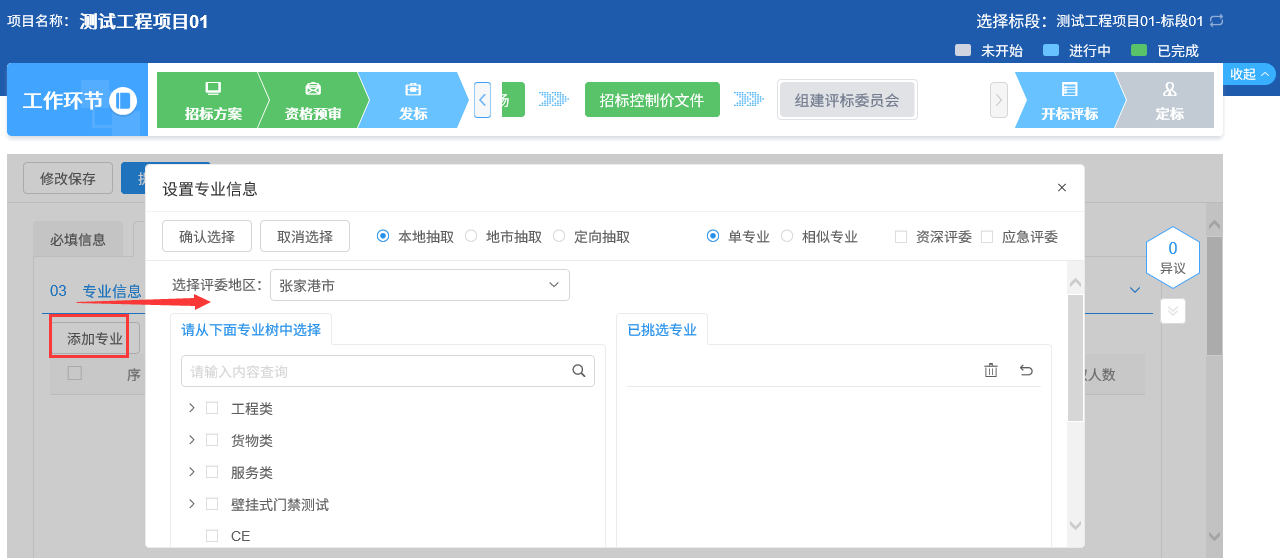 项目名称： 测试工程项目01
选择标段： 测试工程项目01-标段01
未开始 进行中 已完成
收起
工作环节
招标方案
资格预审
发标
招标控制价文件
组建评标委员会
开标评标
定标
修改保存
必填信息
设置专业信息
确认选择 取消选择 本地抽取 地市抽取 定向抽取 单专业 相似专业 资深评委 应急评委
0
异议
选择评委地区： 张家港市
03 专业信息
添加专业
序
人数
请从下面专业树中选择
已挑选专业
请输入内容查询
工程类
货物类
服务类
壁挂式门禁测试
CE